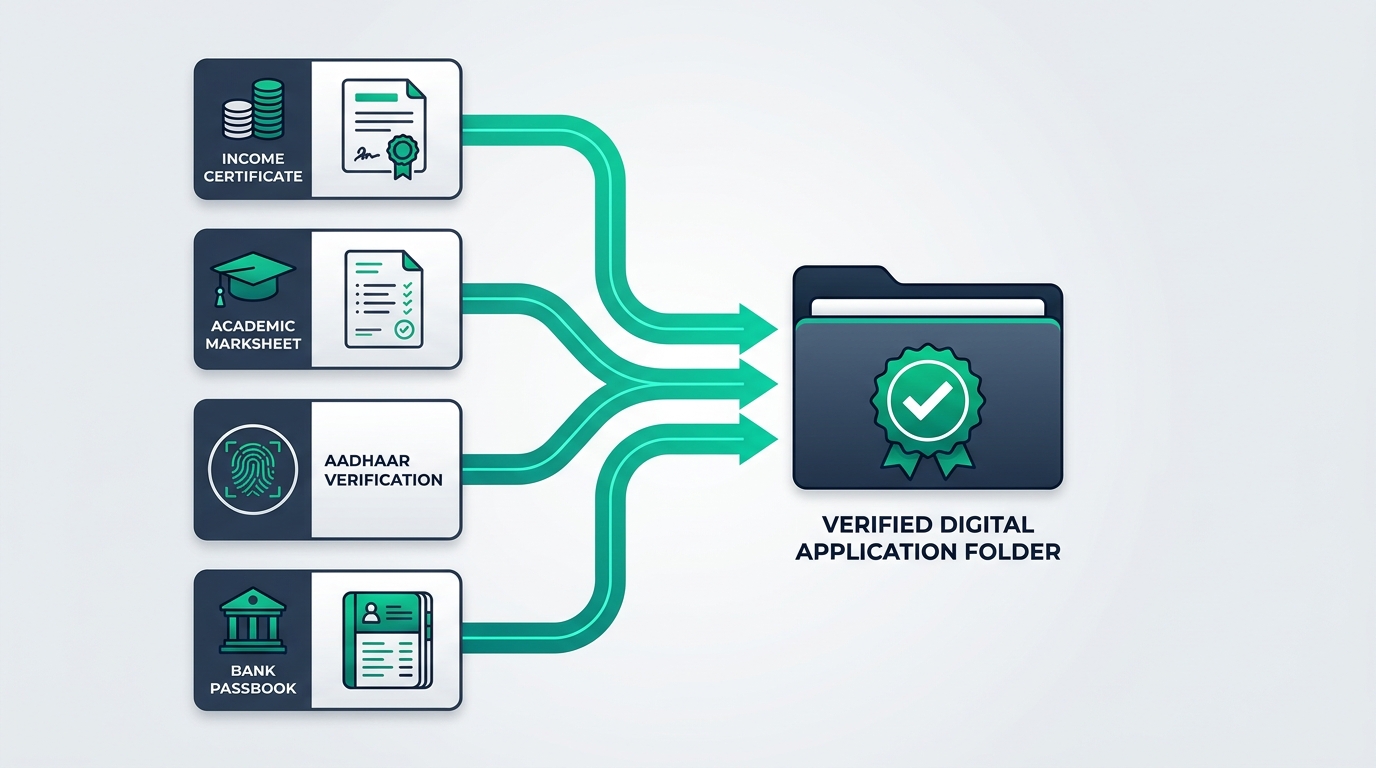 INCOME
CERTIFICATE
ACADEMIC
MARKSHEET
AADHAAR
VERIFICATION
BANK
PASSBOOK
VERIFIED DIGITAL
APPLICATION FOLDER